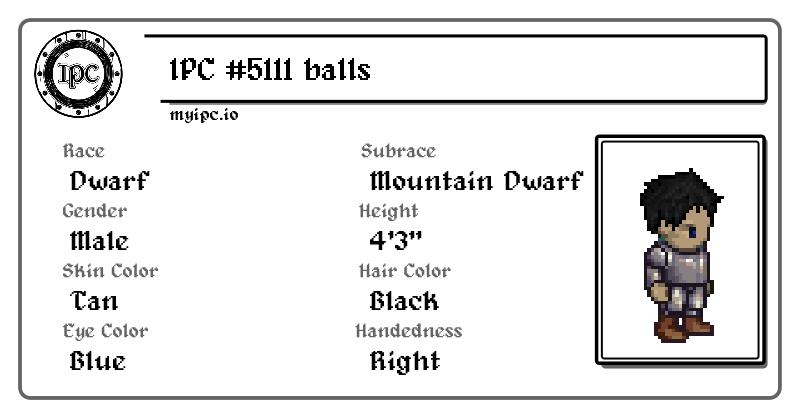 IPC
IPC #5111 balls
myipc.io
Race
Dwarf
Subrace
Mountain Dwarf
Gender
Male
Height
4'3"
Skin Color
Tan
Hair Color
Black
Eye Color
Blue
Handedness
Right